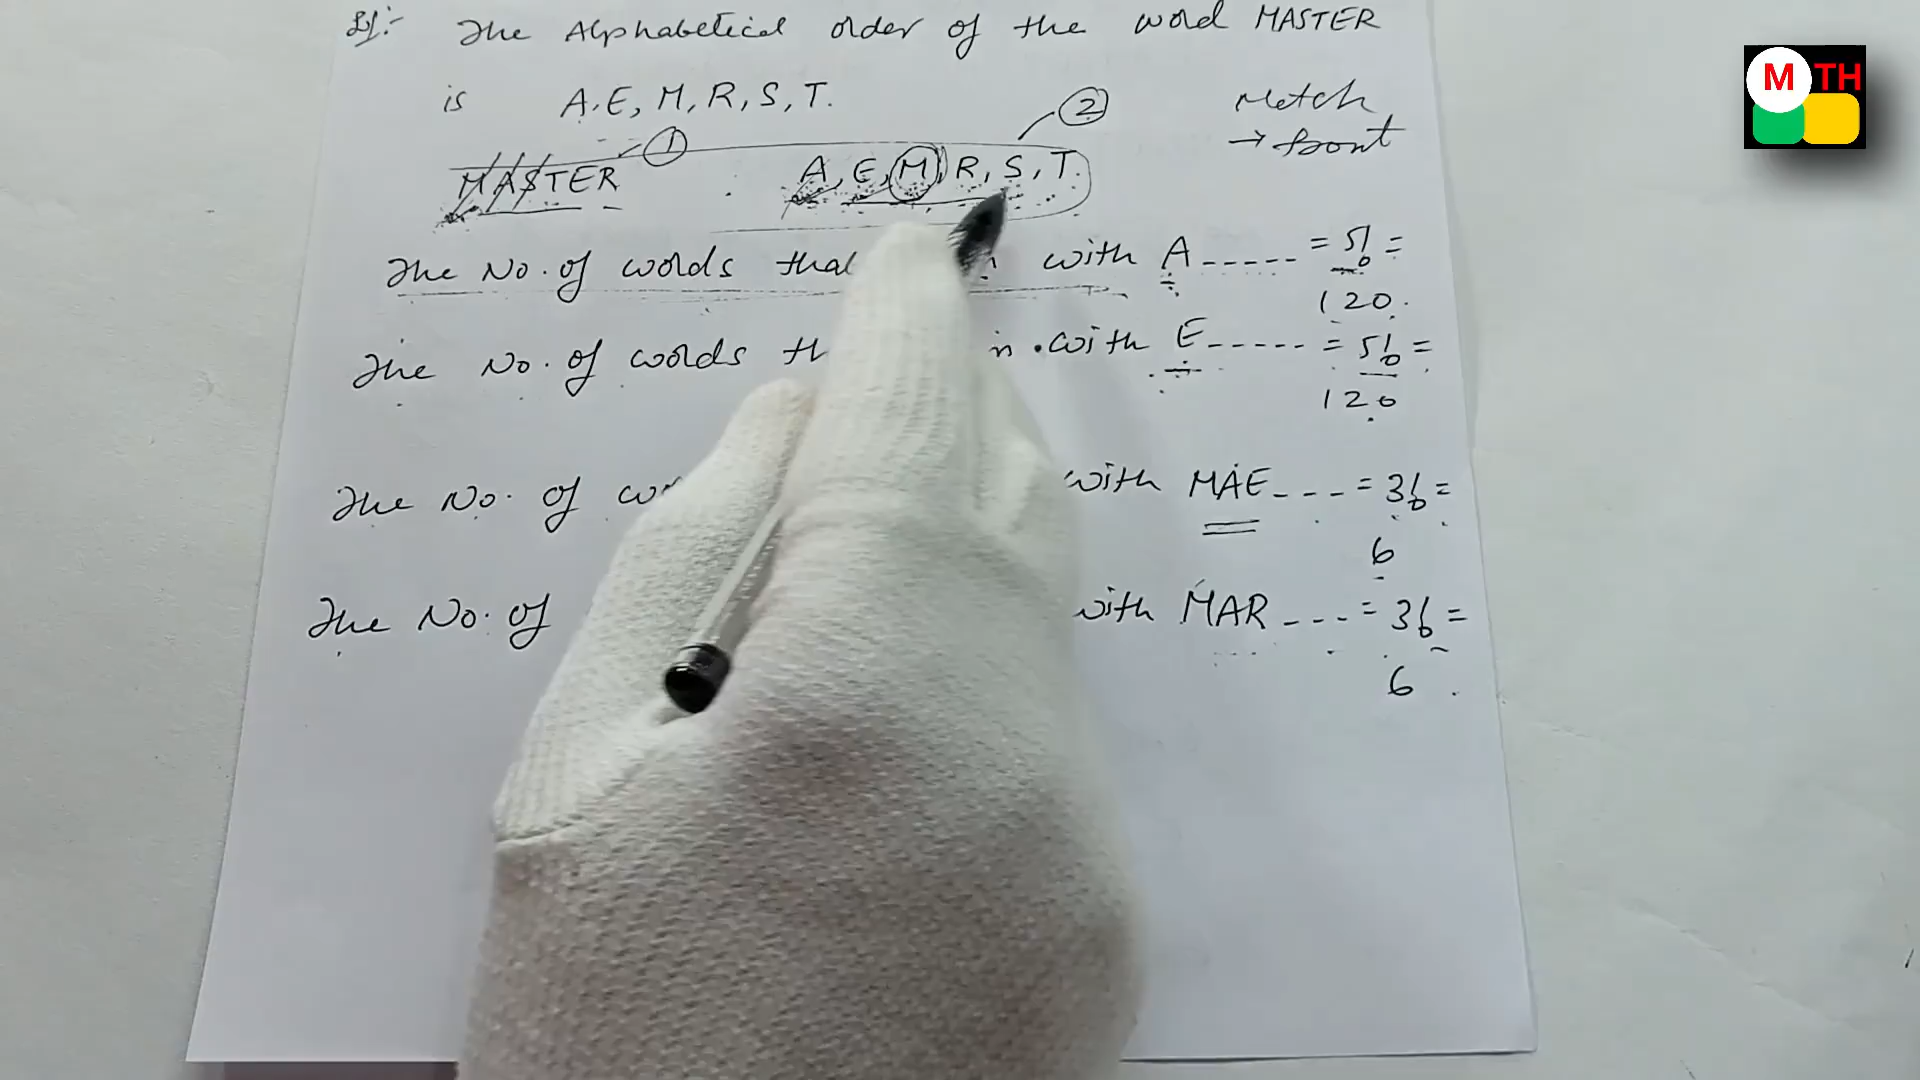 The Alphabetical order of the word MASTER
is A, E, M, R, S, T.
Match
→ front
① ②
MASTER A, E, M, R, S, T.
The No. of words that with A ----- = 5! =
120.
The No. of words th n with E ----- = 5! =
120
The No. of wo with MAE - - - = 3! =
6
The No. of with MAR - - - = 3! =
6
M TH